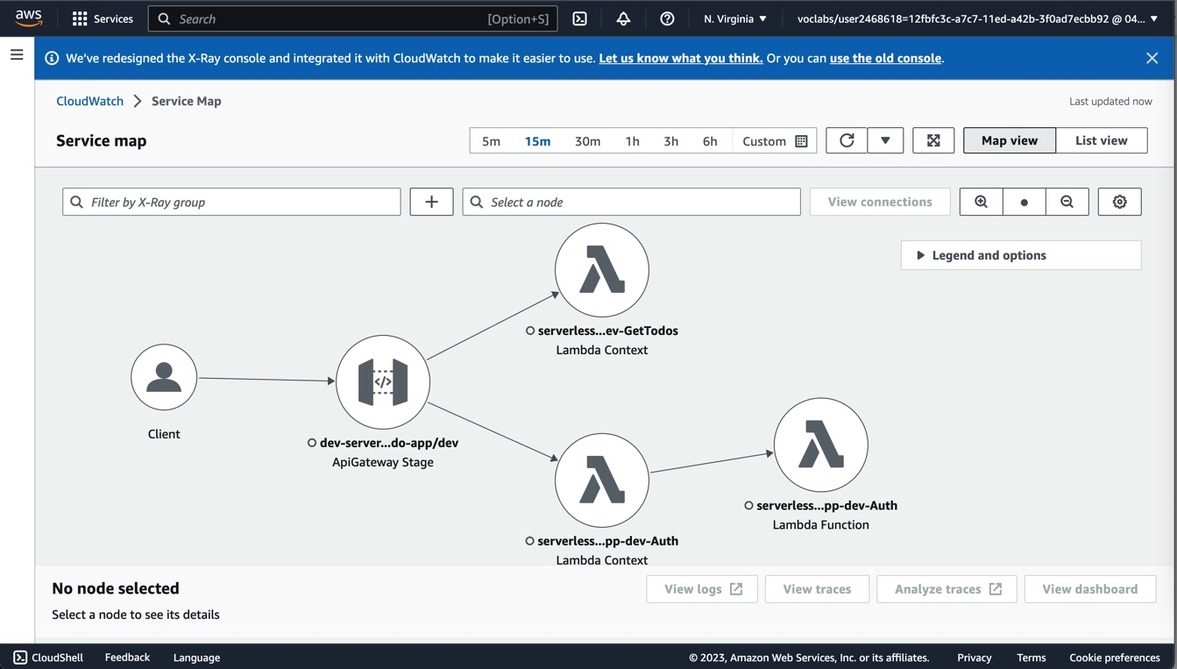 aws Services Search [Option+S] N. Virginia voclabs/user2468618=12fbfc3c-a7c7-11ed-a42b-3f0ad7ecbb92 @ 04...
We've redesigned the X-Ray console and integrated it with CloudWatch to make it easier to use. Let us know what you think. Or you can use the old console.
CloudWatch Service Map Last updated now
Service map 5m 15m 30m 1h 3h 6h Custom Map view List view
Filter by X-Ray group Select a node View connections
Legend and options
serverless...ev-GetTodos
Lambda Context
Client
</>
dev-server...do-app/dev
ApiGateway Stage
serverless...pp-dev-Auth
Lambda Function
serverless...pp-dev-Auth
Lambda Context
No node selected View logs View traces Analyze traces View dashboard
Select a node to see its details
CloudShell Feedback Language © 2023, Amazon Web Services, Inc. or its affiliates. Privacy Terms Cookie preferences